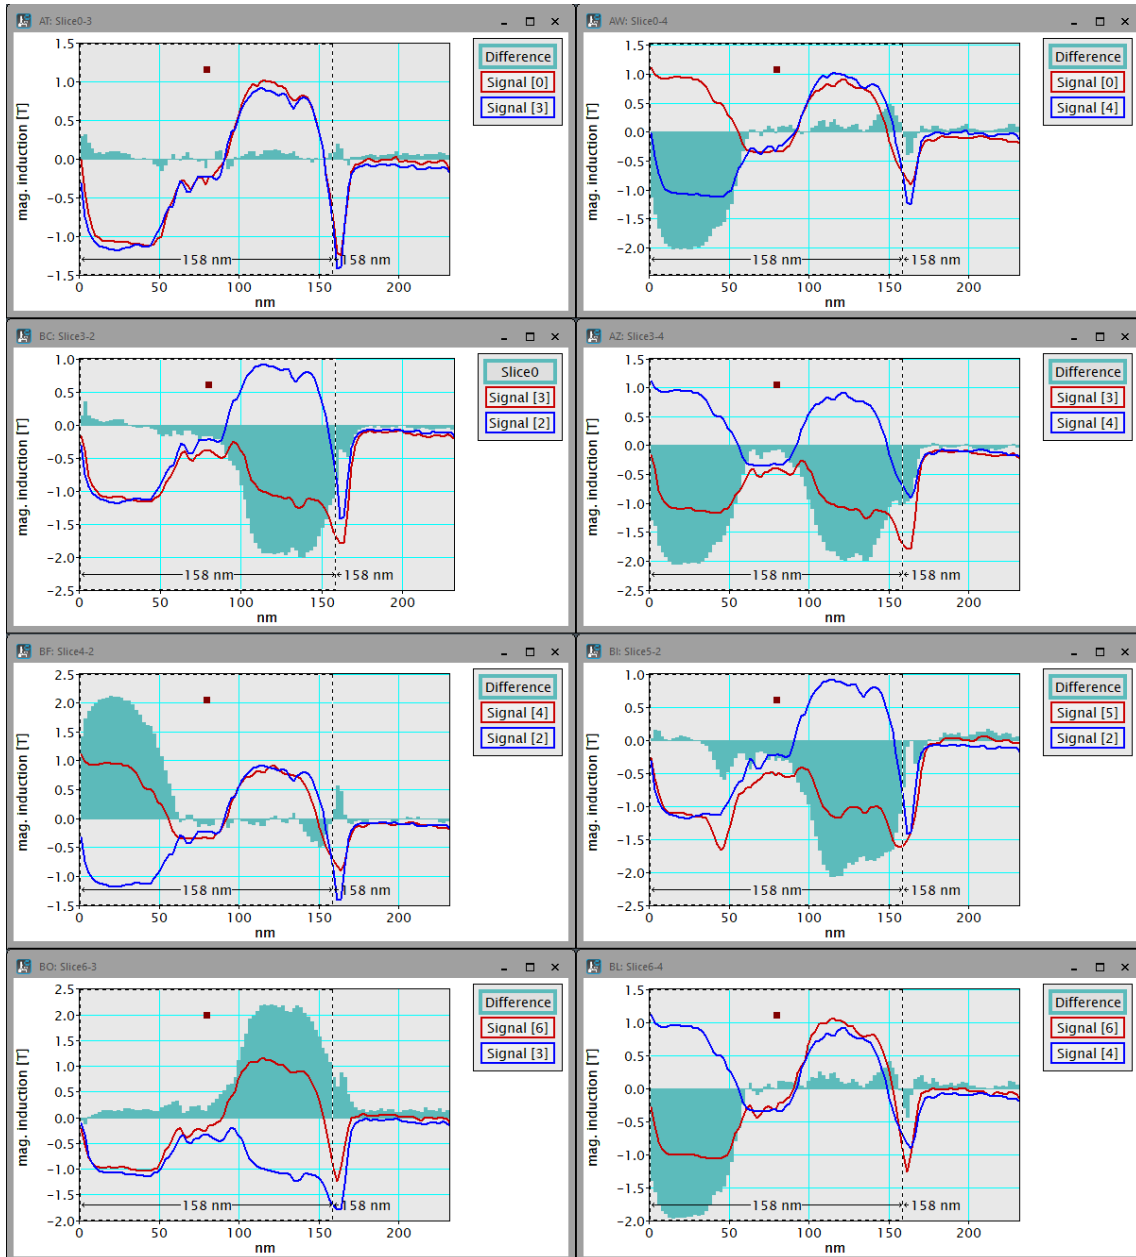 AT: Slice0-3
mag. induction [T]
1.5
1.0
0.5
0.0
-0.5
-1.0
-1.5
158 nm
158 nm
0
50
100
150
200
nm
Difference
Signal [0]
Signal [3]
AW: Slice0-4
mag. induction [T]
1.5
1.0
0.5
0.0
-0.5
-1.0
-1.5
-2.0
158 nm
158 nm
0
50
100
150
200
nm
Difference
Signal [0]
Signal [4]
BC: Slice3-2
mag. induction [T]
1.0
0.5
0.0
-0.5
-1.0
-1.5
-2.0
-2.5
158 nm
158 nm
0
50
100
150
200
nm
Slice0
Signal [3]
Signal [2]
AZ: Slice3-4
mag. induction [T]
1.5
1.0
0.5
0.0
-0.5
-1.0
-1.5
-2.0
-2.5
158 nm
158 nm
0
50
100
150
200
nm
Difference
Signal [3]
Signal [4]
BF: Slice4-2
mag. induction [T]
2.5
2.0
1.5
1.0
0.5
0.0
-0.5
-1.0
-1.5
158 nm
158 nm
0
50
100
150
200
nm
Difference
Signal [4]
Signal [2]
BI: Slice5-2
mag. induction [T]
1.0
0.5
0.0
-0.5
-1.0
-1.5
-2.0
-2.5
158 nm
158 nm
0
50
100
150
200
nm
Difference
Signal [5]
Signal [2]
BO: Slice6-3
mag. induction [T]
2.5
2.0
1.5
1.0
0.5
0.0
-0.5
-1.0
-1.5
-2.0
158 nm
158 nm
0
50
100
150
200
nm
Difference
Signal [6]
Signal [3]
BL: Slice6-4
mag. induction [T]
1.5
1.0
0.5
0.0
-0.5
-1.0
-1.5
-2.0
158 nm
158 nm
0
50
100
150
200
nm
Difference
Signal [6]
Signal [4]